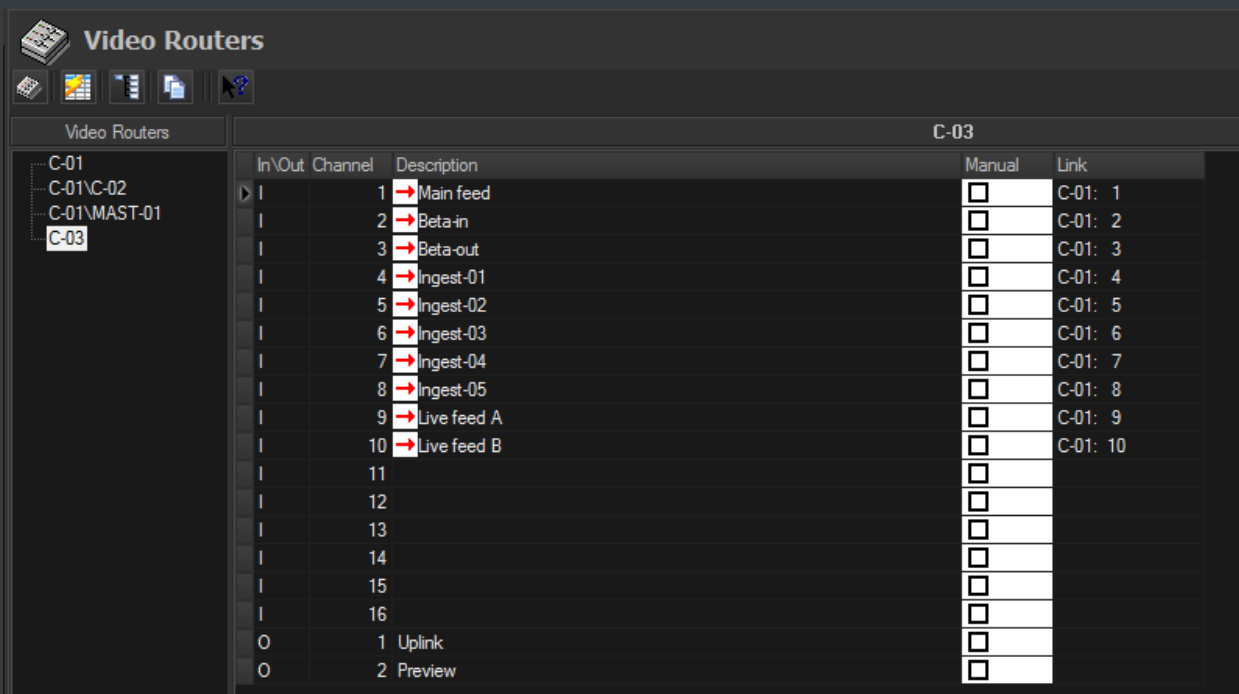 Video Routers
Video Routers C-03
C-01
C-01\C-02
C-01\MAST-01
C-03
In\Out Channel Description Manual Link
I 1 Main feed C-01: 1
I 2 Beta-in C-01: 2
I 3 Beta-out C-01: 3
I 4 Ingest-01 C-01: 4
I 5 Ingest-02 C-01: 5
I 6 Ingest-03 C-01: 6
I 7 Ingest-04 C-01: 7
I 8 Ingest-05 C-01: 8
I 9 Live feed A C-01: 9
I 10 Live feed B C-01: 10
I 11
I 12
I 13
I 14
I 15
I 16
O 1 Uplink
O 2 Preview